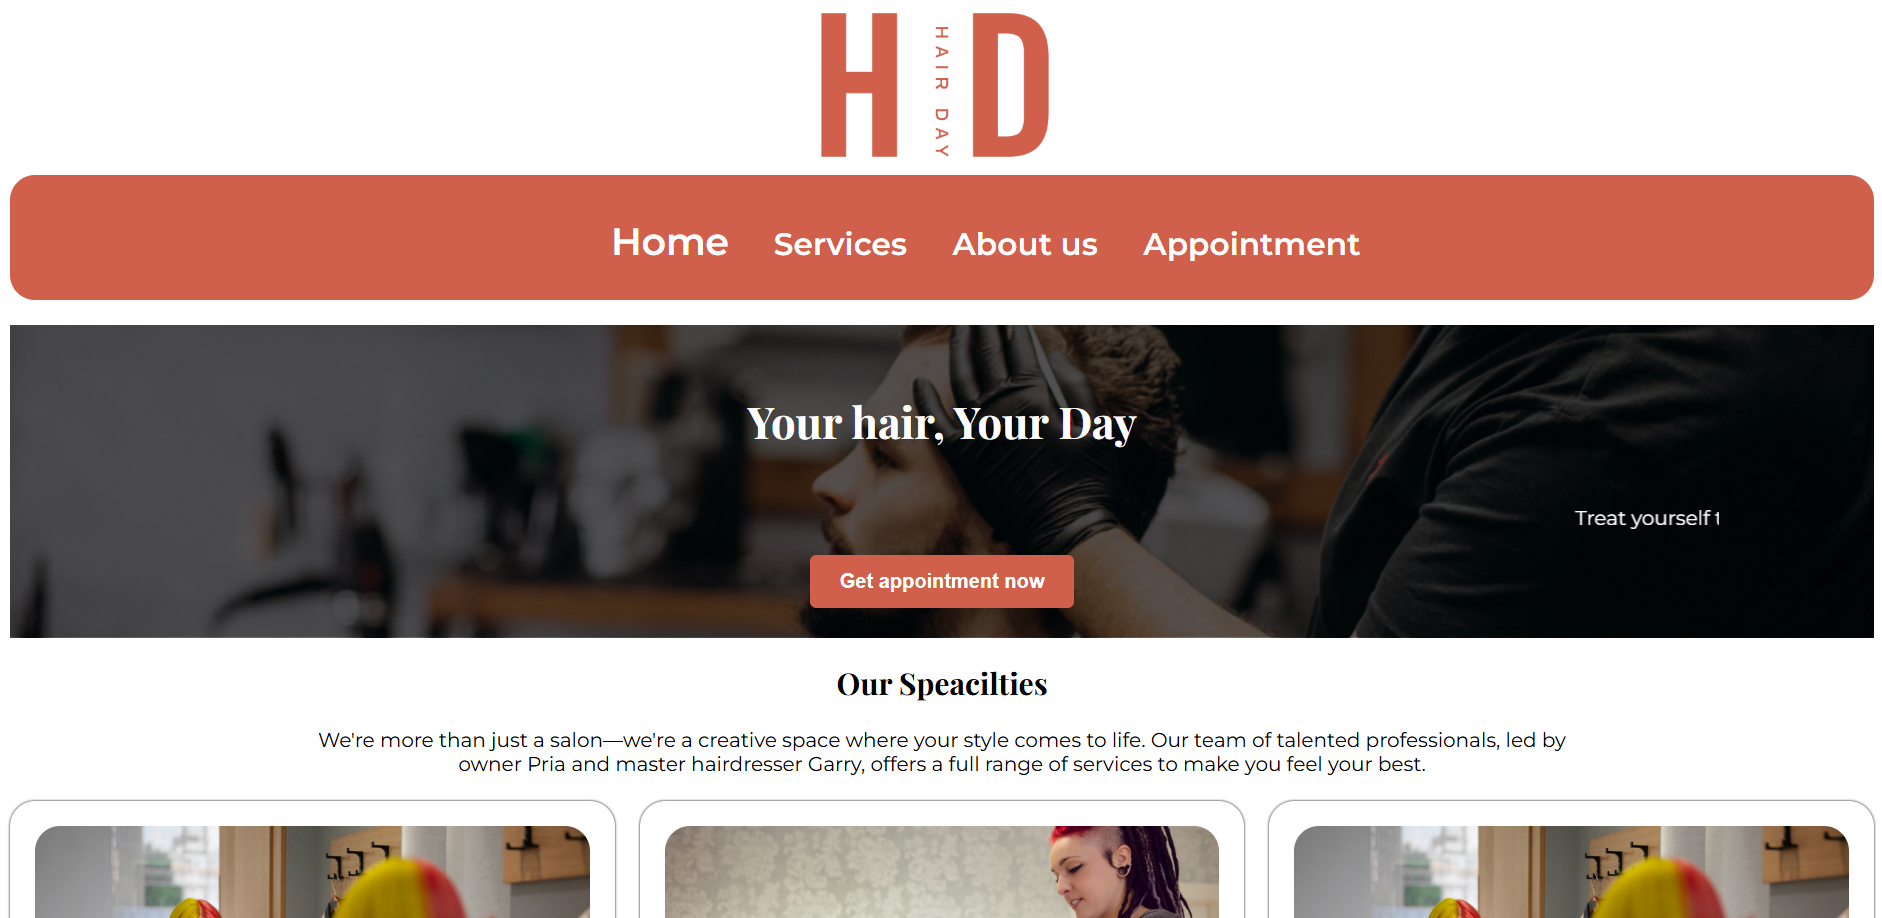 H D
HAIR DAY
Home Services About us Appointment
Your hair, Your Day
Treat yourself t
Get appointment now
Our Speacilties
We're more than just a salon—we're a creative space where your style comes to life. Our team of talented professionals, led by
owner Pria and master hairdresser Garry, offers a full range of services to make you feel your best.